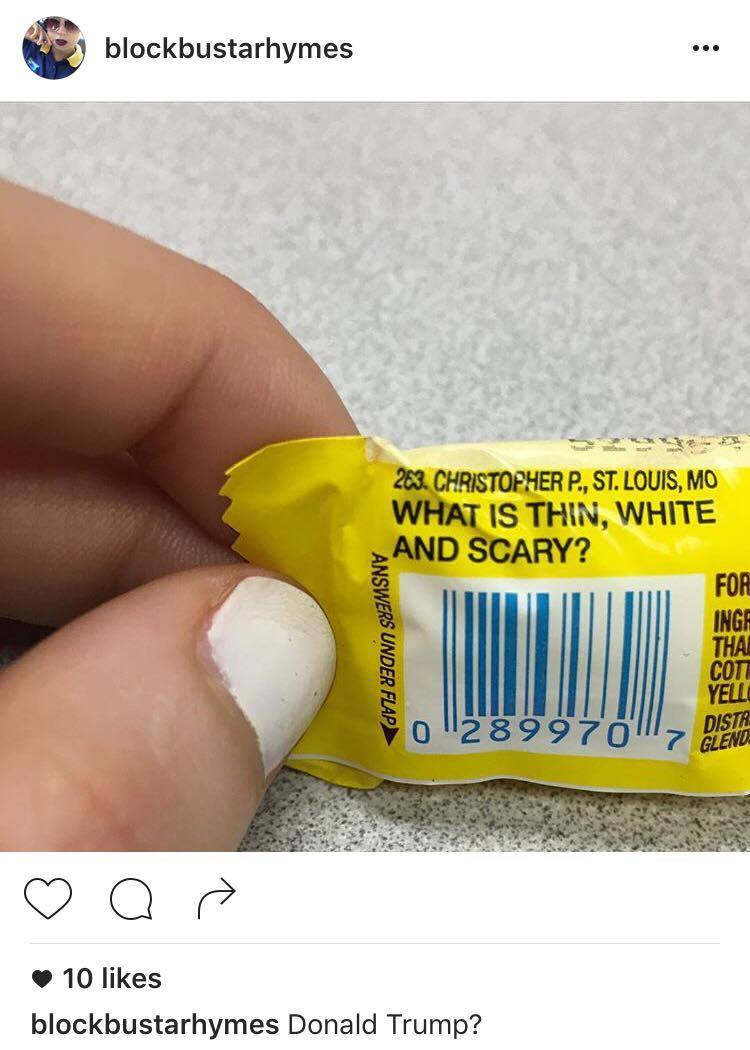 blockbustarhymes
263. CHRISTOPHER P., ST. LOUIS, MO
WHAT IS THIN, WHITE
AND SCARY?
ANSWERS UNDER FLAP
0 289970 7
FOR
INGR
THA
COTT
YELL
DISTR
GLEND
10 likes
blockbustarhymes Donald Trump?